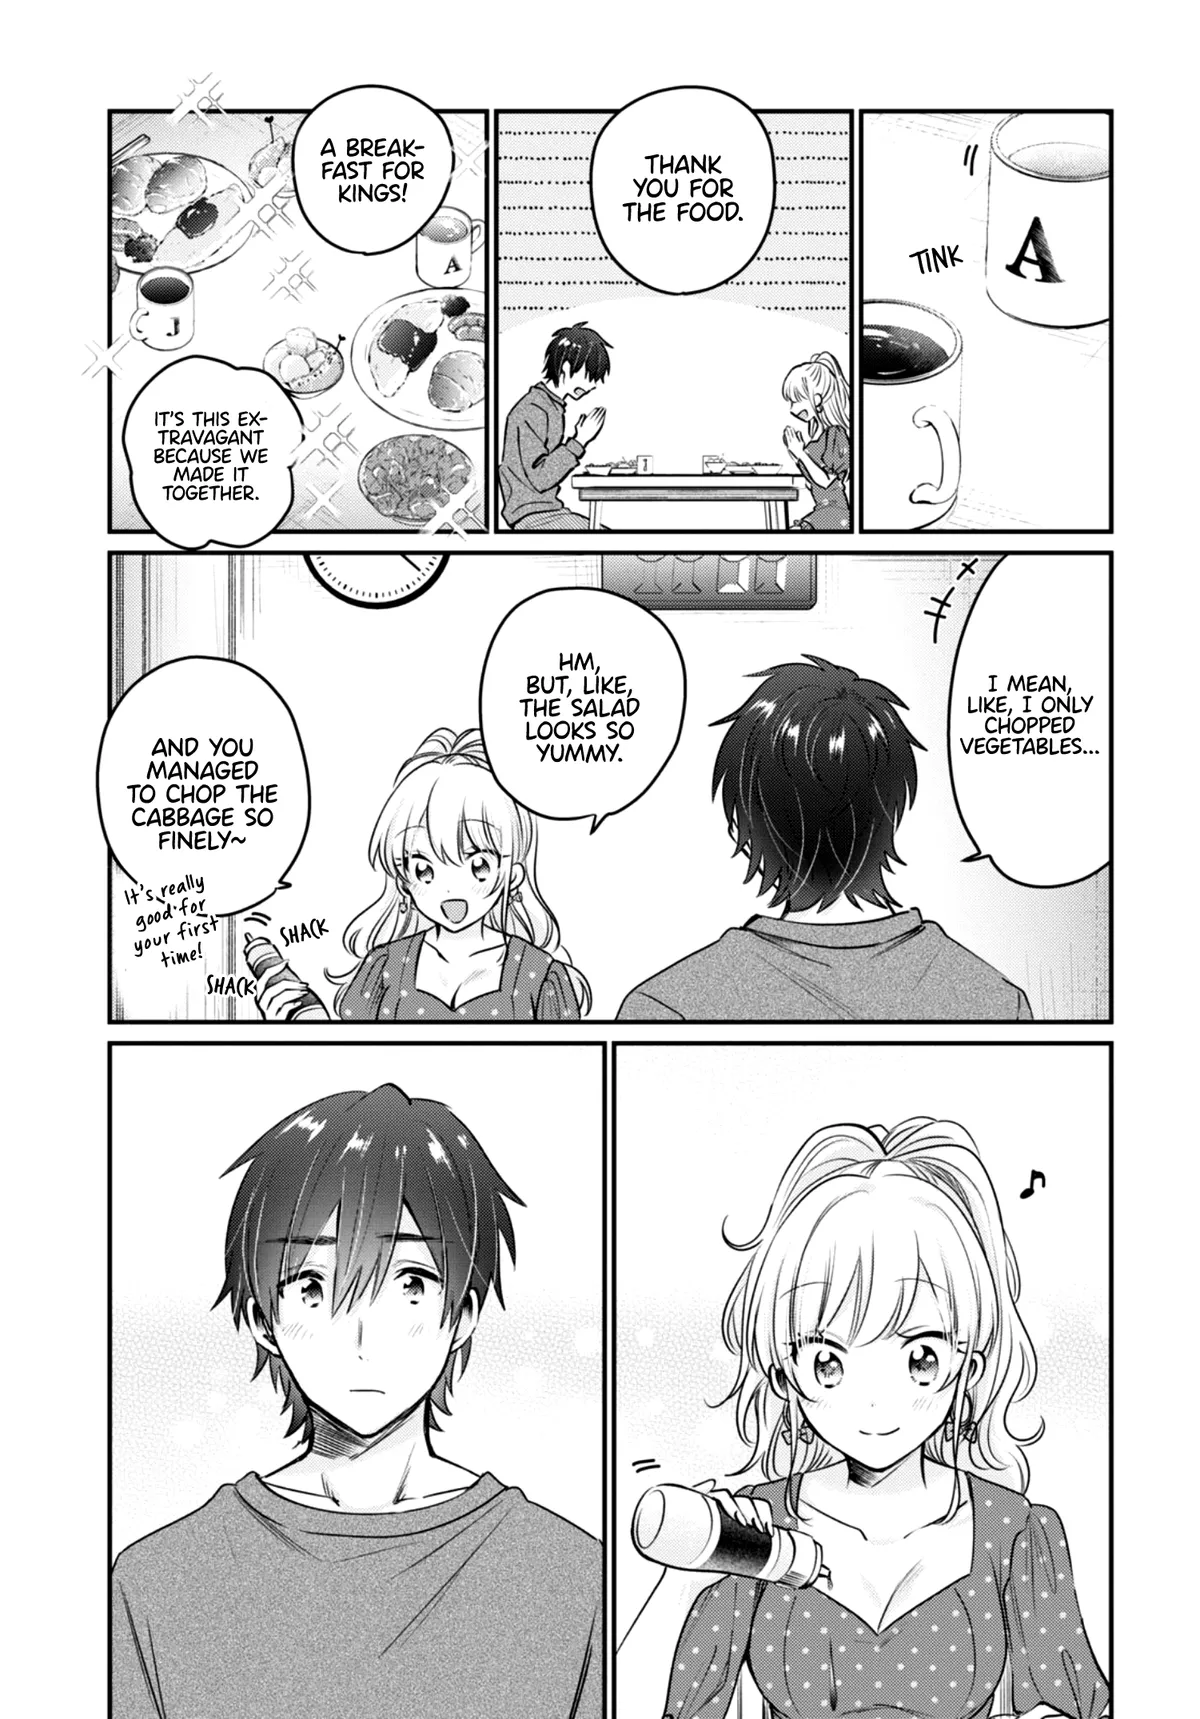 TINK
A
THANK
YOU FOR
THE FOOD.
A BREAK-
FAST FOR
KINGS!
A
J
IT'S THIS EX-
TRAVAGANT
BECAUSE WE
MADE IT
TOGETHER.
I MEAN,
LIKE, I ONLY
CHOPPED
VEGETABLES...
HM,
BUT, LIKE,
THE SALAD
LOOKS SO
YUMMY.
AND YOU
MANAGED
TO CHOP THE
CABBAGE SO
FINELY~
It's really
good for
your first
time!
SHACK
SHACK